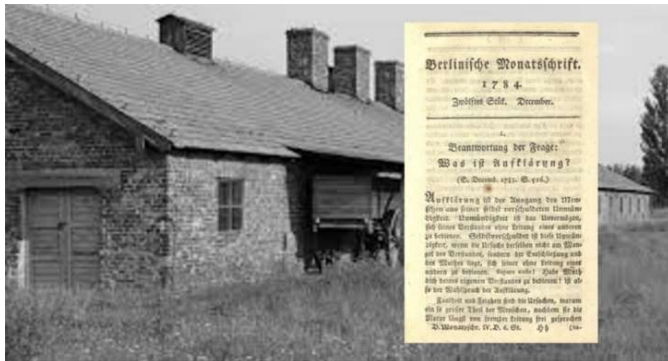 Berlinische Monatsschrift.
1784.
Zwölftes Stük. December.
1.
Beantwortung der Frage:
Was ist Aufklärung?
(S. Decemb. 1783. S. 516.)
Aufklärung ist der Ausgang des Men-
schen aus seiner selbst verschuldeten Unmün-
digkeit. Unmündigkeit ist das Unvermögen,
sich seines Verstandes ohne Leitung eines anderen
zu bedienen. Selbstverschuldet ist diese Unmün-
digkeit, wenn die Ursache derselben nicht am Man-
gel des Verstandes, sondern der Entschließung und
des Muthes liegt, sich seiner ohne Leitung eines
andern zu bedienen. Sapere aude! Habe Muth
dich deines eigenen Verstandes zu bedienen! ist al-
so der Wahlspruch der Aufklärung.
Faulheit und Feigheit sind die Ursachen, warum
ein so großer Theil der Menschen, nachdem sie die
Natur längst von fremder Leitung frei gesprochen
B. Monatsschr. IV. B. 6. St. Hh